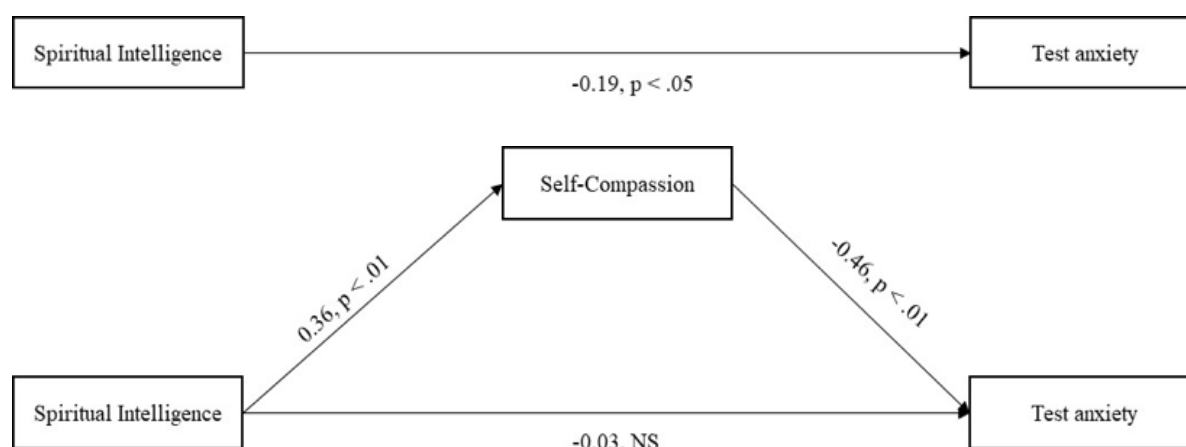 Spiritual Intelligence
Test anxiety
-0.19, p < .05
Self-Compassion
0.36, p < .01
-0.46, p < .01
Spiritual Intelligence
Test anxiety
-0.03, NS